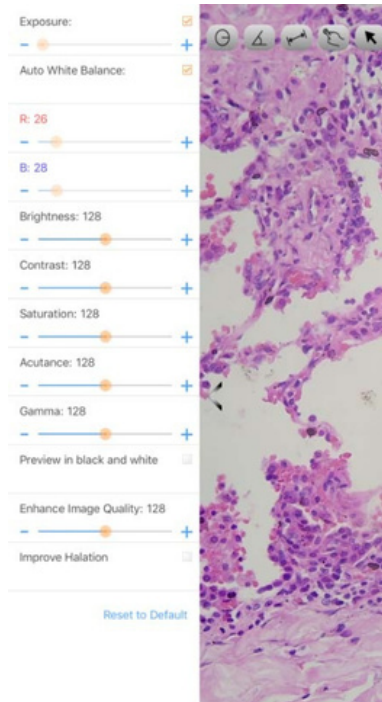 Exposure:
Auto White Balance:
R: 26
B: 28
Brightness: 128
Contrast: 128
Saturation: 128
Acutance: 128
Gamma: 128
Preview in black and white
Enhance Image Quality: 128
Improve Halation
Reset to Default